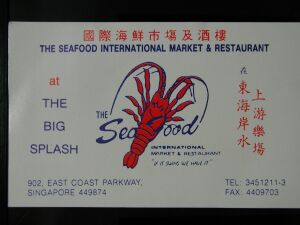 國際海鮮市場及酒樓
THE SEAFOOD INTERNATIONAL MARKET & RESTAURANT
at
THE
BIG
SPLASH
THE
Seafood
INTERNATIONAL
MARKET & RESTAURANT
"IF IT SWIMS WE HAVE IT"
在
東海岸水
上游樂場
902, EAST COAST PARKWAY,
SINGAPORE 449874
TEL: 3451211-3
FAX: 4409703